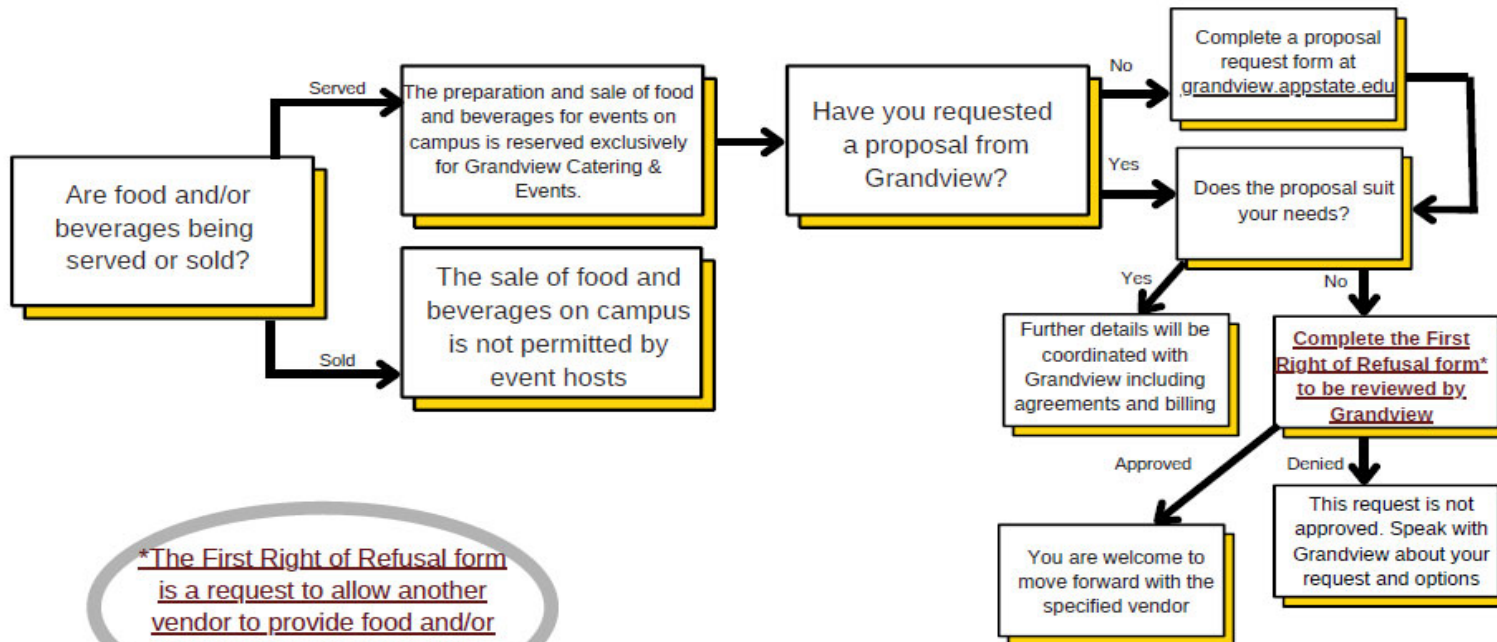 Are food and/or
beverages being
served or sold?
Served
The preparation and sale of food
and beverages for events on
campus is reserved exclusively
for Grandview Catering &
Events.
Sold
The sale of food and
beverages on campus
is not permitted by
event hosts
Have you requested
a proposal from
Grandview?
No
Complete a proposal
request form at
grandview.appstate.edu
Yes
Does the proposal suit
your needs?
Yes
Further details will be
coordinated with
Grandview including
agreements and billing
No
Complete the First
Right of Refusal form*
to be reviewed by
Grandview
Approved
You are welcome to
move forward with the
specified vendor
Denied
This request is not
approved. Speak with
Grandview about your
request and options
*The First Right of Refusal form
is a request to allow another
vendor to provide food and/or